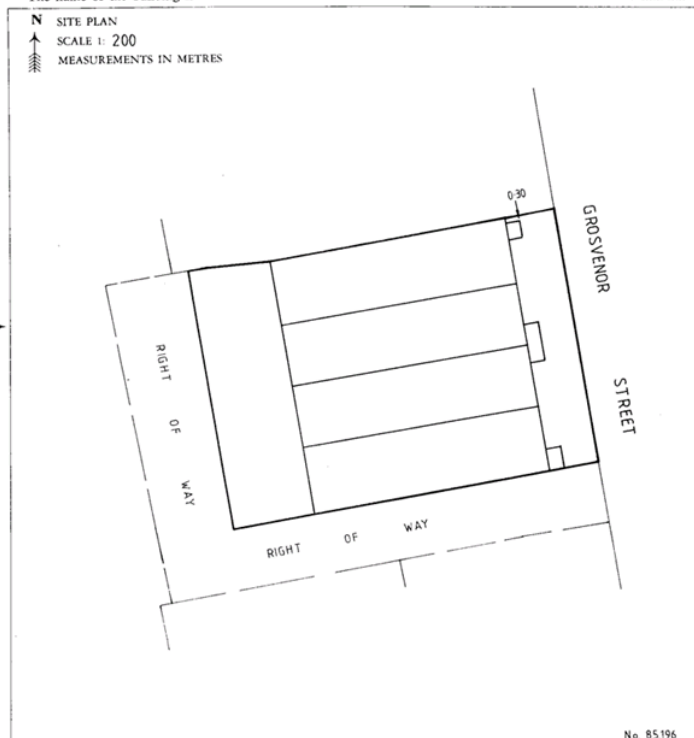 N SITE PLAN
SCALE 1: 200
MEASUREMENTS IN METRES
0·30
GROSVENOR
STREET
RIGHT
OF
WAY
RIGHT OF WAY
No 85196